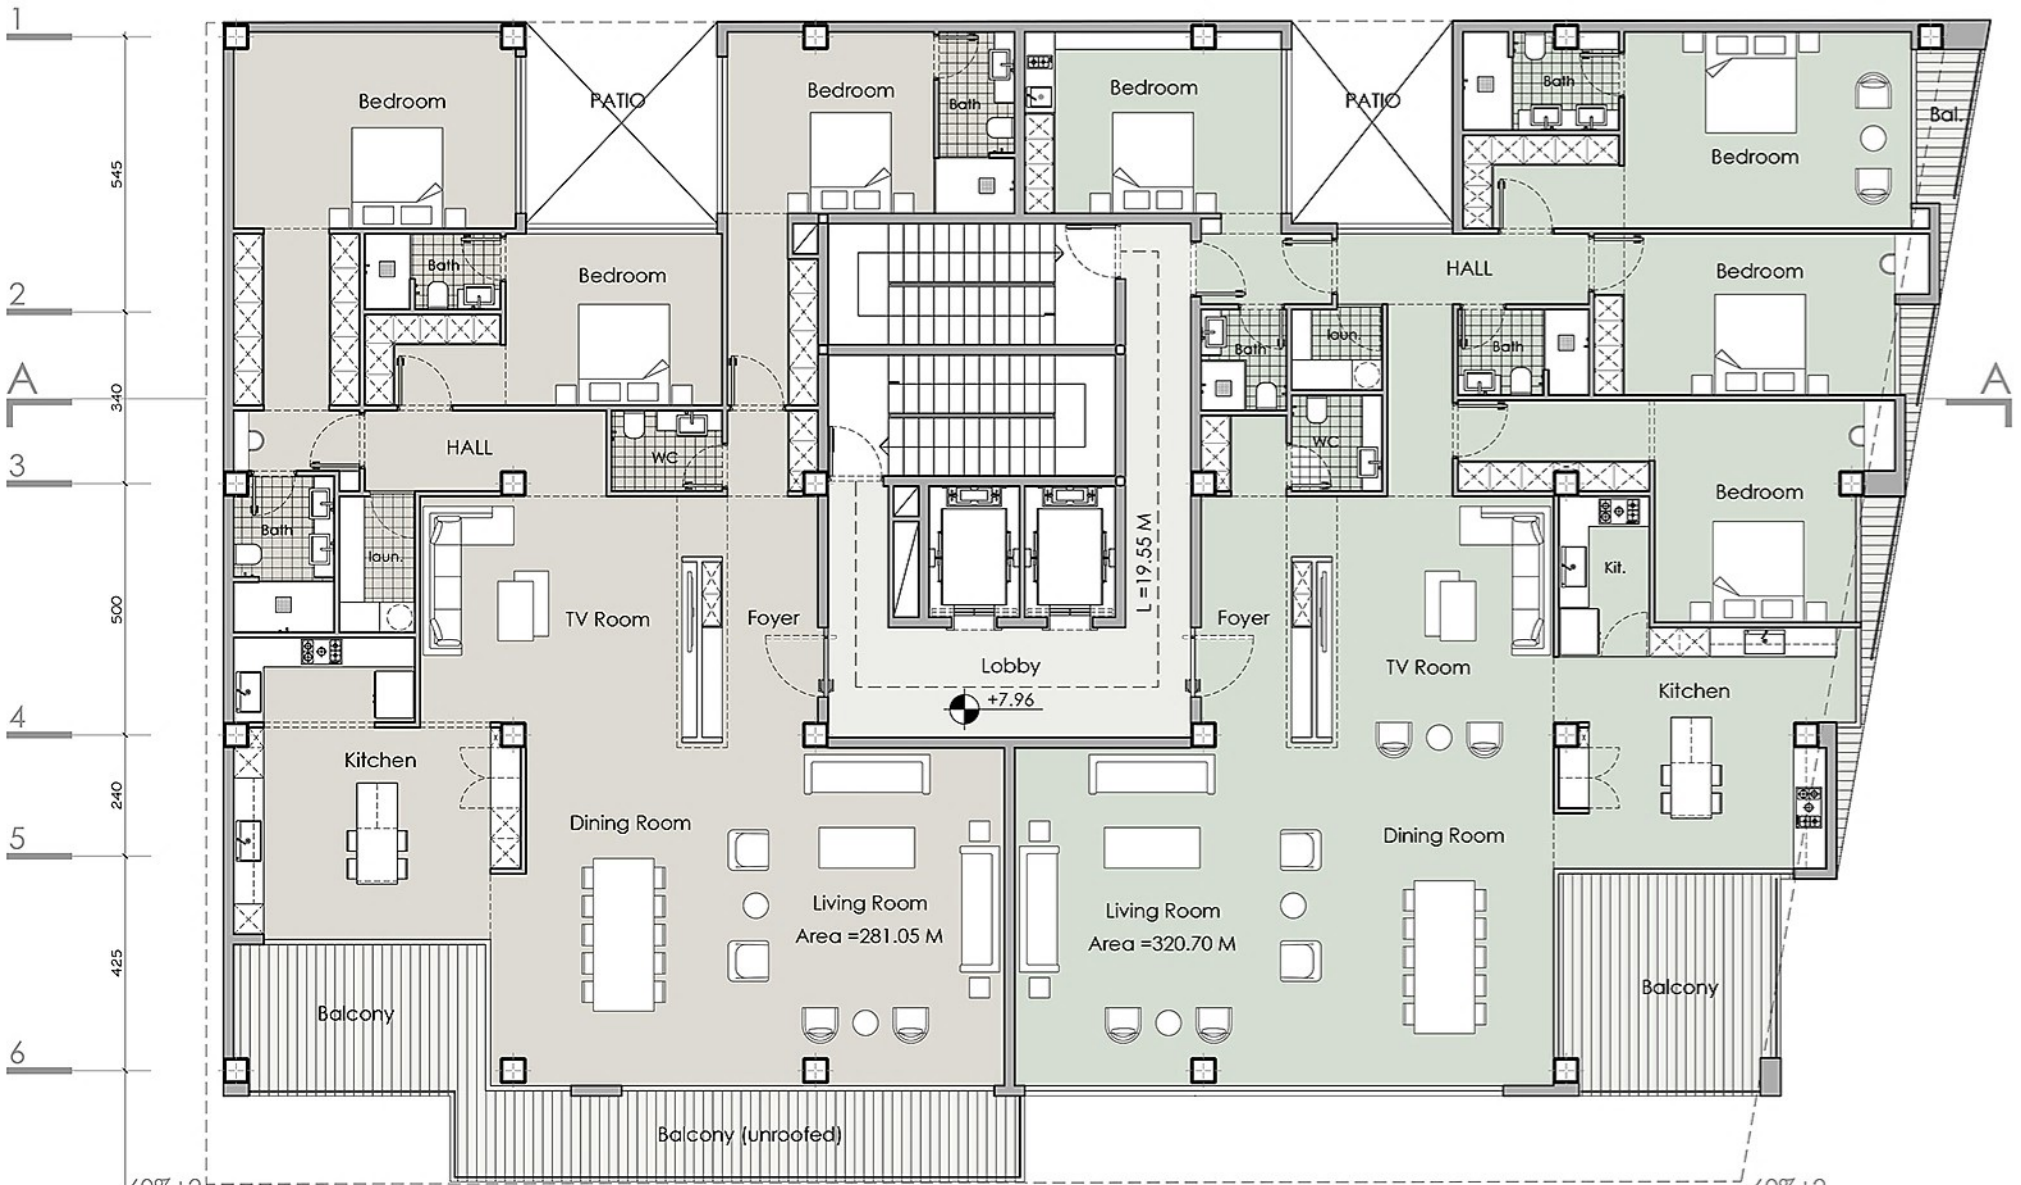 1
Bedroom
PATIO
Bedroom
Bath
Bedroom
PATIO
Bath
Bedroom
Bal.
545
2
Bath
Bedroom
HALL
Bedroom
Bath
laun.
Bath
A
340
A
HALL
WC
WC
3
Bath
laun.
Bedroom
L=19.55 M
Kit.
500
TV Room
Foyer
Foyer
Lobby
TV Room
+7.96
Kitchen
4
Kitchen
240
Dining Room
Dining Room
5
Living Room
Area =281.05 M
Living Room
Area =320.70 M
425
Balcony
Balcony
6
Balcony (unroofed)